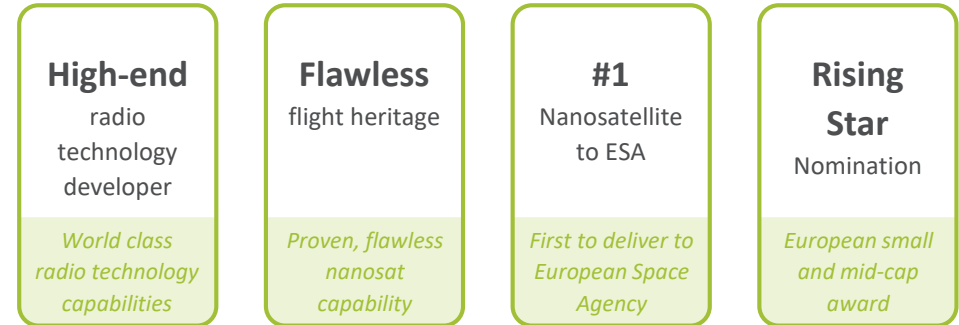 High-end
radio
technology
developer
World class
radio technology
capabilities
Flawless
flight heritage
Proven, flawless
nanosat
capability
#1
Nanosatellite
to ESA
First to deliver to
European Space
Agency
Rising
Star
Nomination
European small
and mid-cap
award